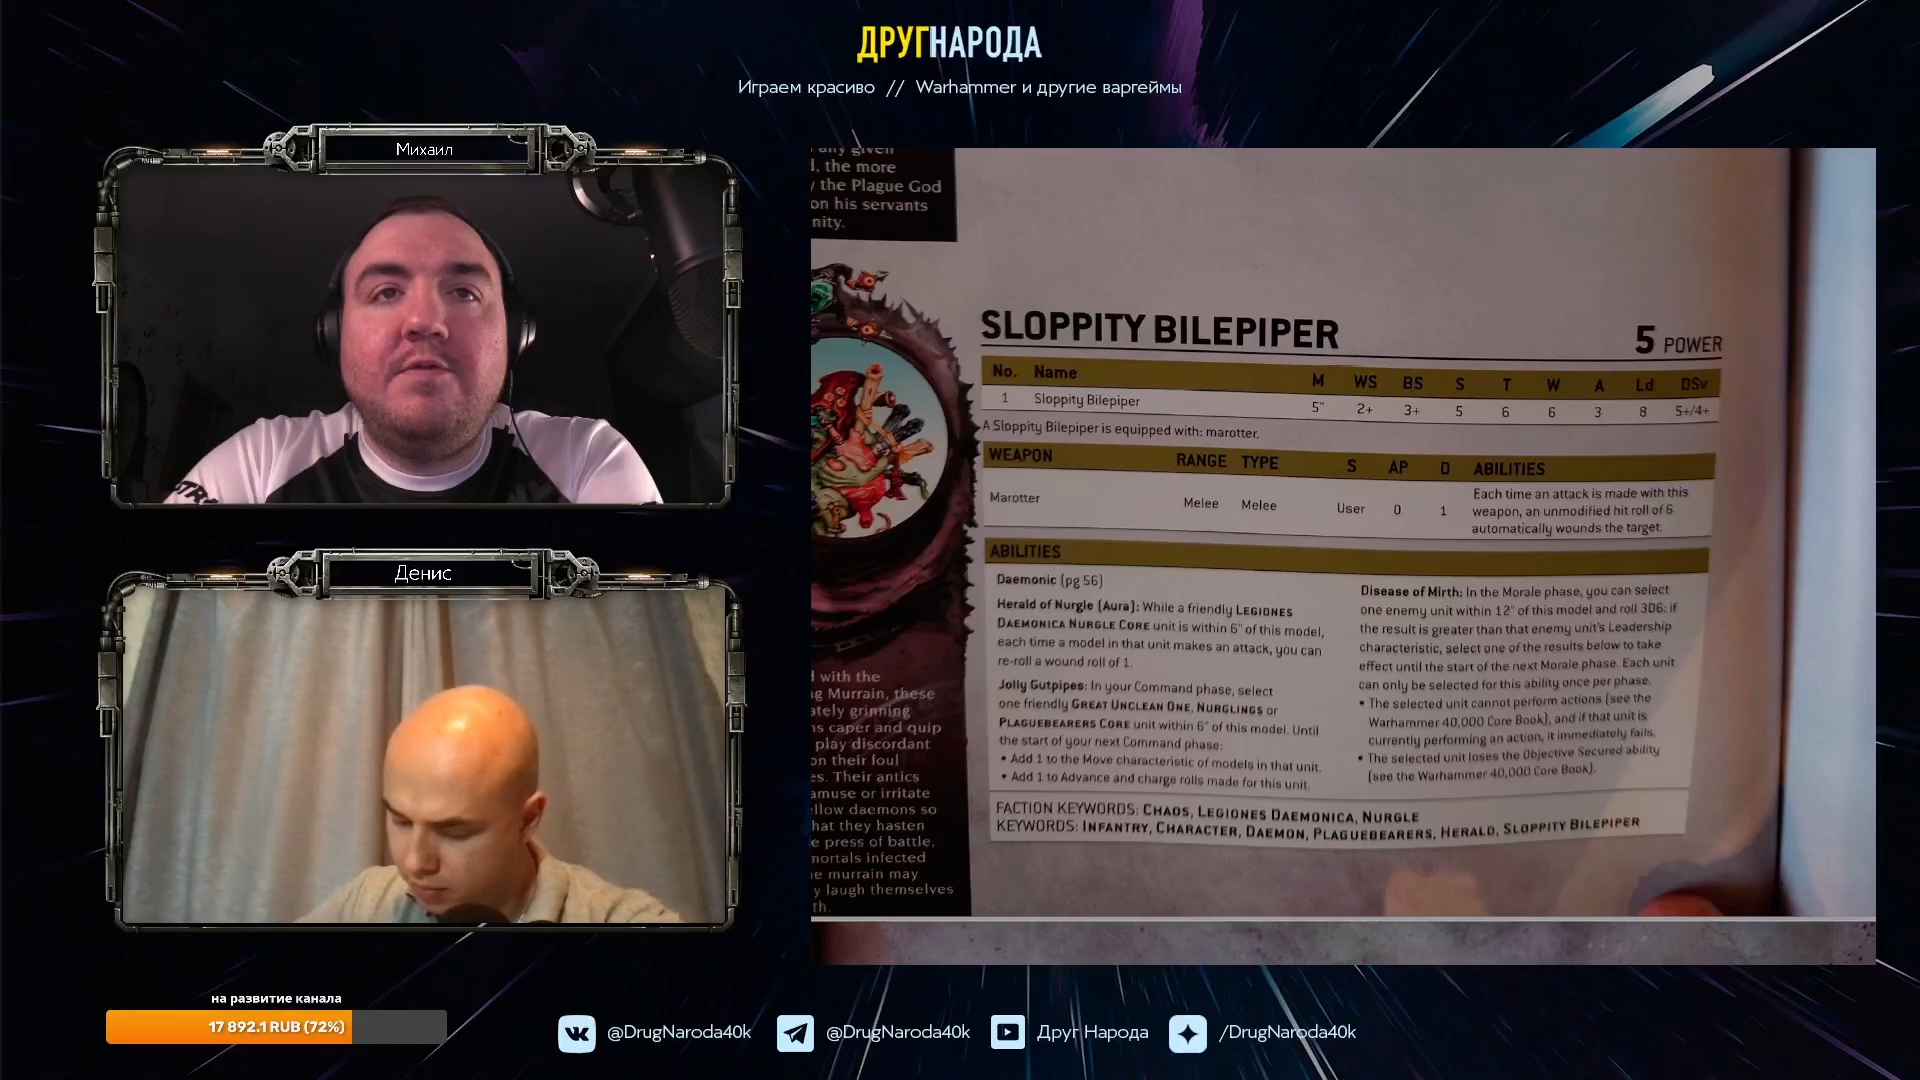 ДРУГНАРОДА
Играем красиво // Warhammer и другие варгеймы
Михаил
Денис
any given
, the more
y the Plague God
on his servants
nity.
SLOPPITY BILEPIPER 5 POWER
No. Name M WS BS S T W A Ld DSv
1 Sloppity Bilepiper 5" 2+ 3+ 5 6 6 3 8 5+/4+
A Sloppity Bilepiper is equipped with: marotter.
WEAPON RANGE TYPE S AP D ABILITIES
Marotter Melee Melee User 0 1 Each time an attack is made with this
weapon, an unmodified hit roll of 6
automatically wounds the target.
ABILITIES
Daemonic (pg 56)
Herald of Nurgle (Aura): While a friendly LEGIONES
DAEMONICA NURGLE CORE unit is within 6" of this model,
each time a model in that unit makes an attack, you can
re-roll a wound roll of 1.
Jolly Gutpipes: In your Command phase, select
one friendly GREAT UNCLEAN ONE, NURGLINGS or
PLAGUEBEARERS CORE unit within 6" of this model. Until
the start of your next Command phase:
• Add 1 to the Move characteristic of models in that unit.
• Add 1 to Advance and charge rolls made for this unit.
Disease of Mirth: In the Morale phase, you can select
one enemy unit within 12" of this model and roll 3D6: if
the result is greater than that enemy unit's Leadership
characteristic, select one of the results below to take
effect until the start of the next Morale phase. Each unit
can only be selected for this ability once per phase.
• The selected unit cannot perform actions (see the
Warhammer 40,000 Core Book), and if that unit is
currently performing an action, it immediately fails.
• The selected unit loses the Objective Secured ability
(see the Warhammer 40,000 Core Book).
FACTION KEYWORDS: CHAOS, LEGIONES DAEMONICA, NURGLE
KEYWORDS: INFANTRY, CHARACTER, DAEMON, PLAGUEBEARERS, HERALD, SLOPPITY BILEPIPER
with the
g Murrain, these
ately grinning
ns caper and quip
play discordant
on their foul
es. Their antics
amuse or irritate
llow daemons so
hat they hasten
e press of battle,
mortals infected
e murrain may
y laugh themselves
th.
на развитие канала
17 892.1 RUB (72%)
@DrugNaroda40k
@DrugNaroda40k
Друг Народа
/DrugNaroda40k